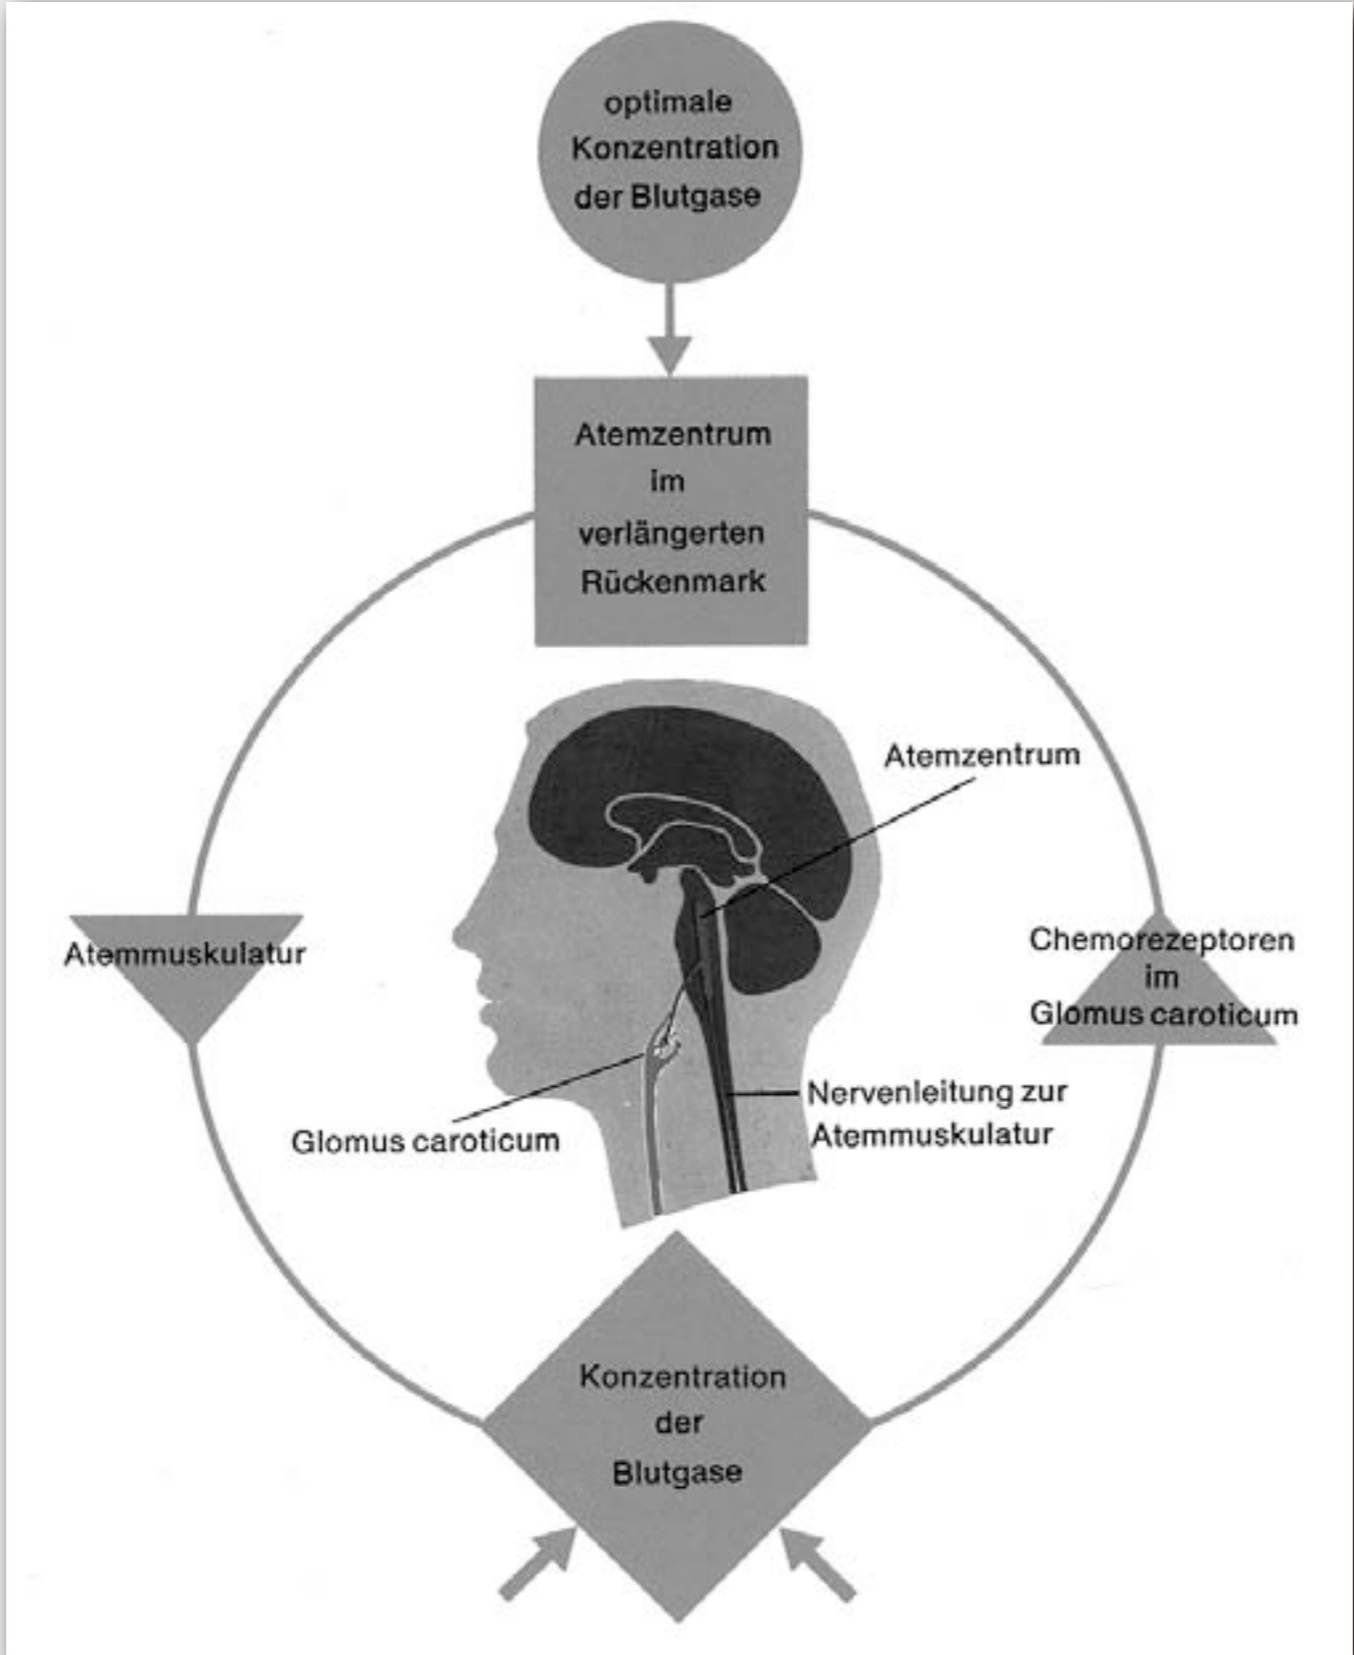 optimale
Konzentration
der Blutgase
Atemzentrum
im
verlängerten
Rückenmark
Atemzentrum
Atemmuskulatur
Chemorezeptoren
im
Glomus caroticum
Nervenleitung zur
Atemmuskulatur
Glomus caroticum
Konzentration
der
Blutgase